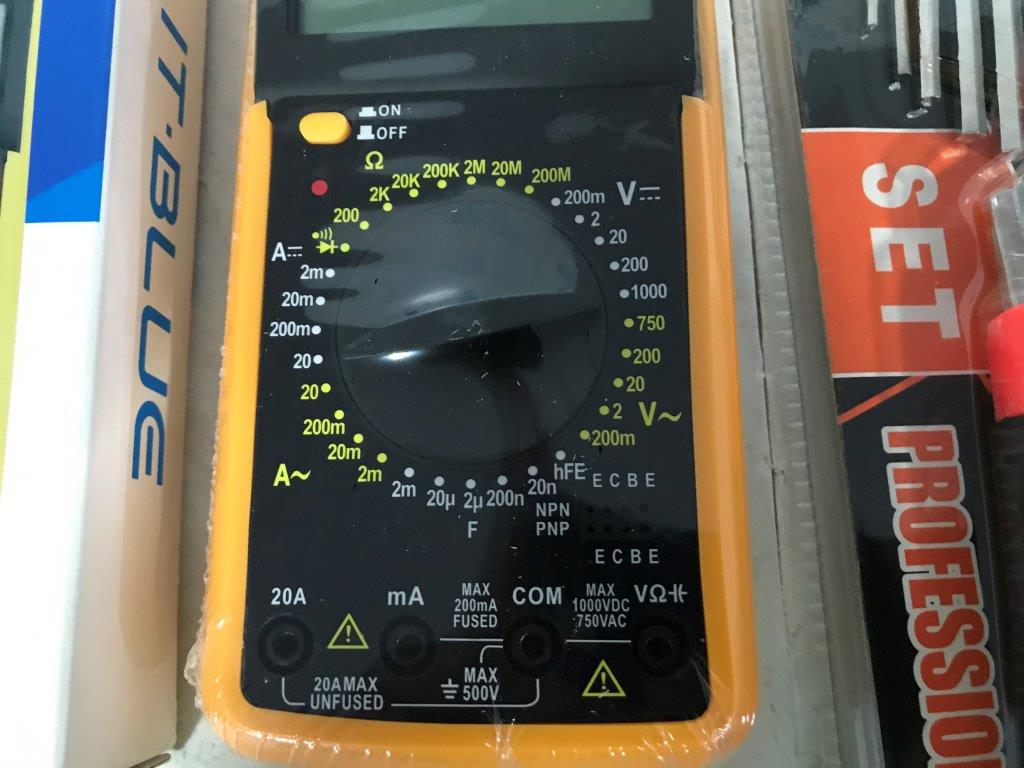 IT·BLUE
ON
OFF
Ω
200
2K
20K
200K
2M
20M
200M
V
200m
2
20
200
1000
750
200
20
2
V~
200m
A
2m
20m
200m
20
20
200m
20m
2m
A~
2m
20μ
2μ
200n
20n
F
hFE
NPN
PNP
E C B E
E C B E
20A
mA
MAX
200mA
FUSED
COM
MAX
1000VDC
750VAC
VΩ
20A MAX
UNFUSED
MAX
500V
SET
PROFESSION